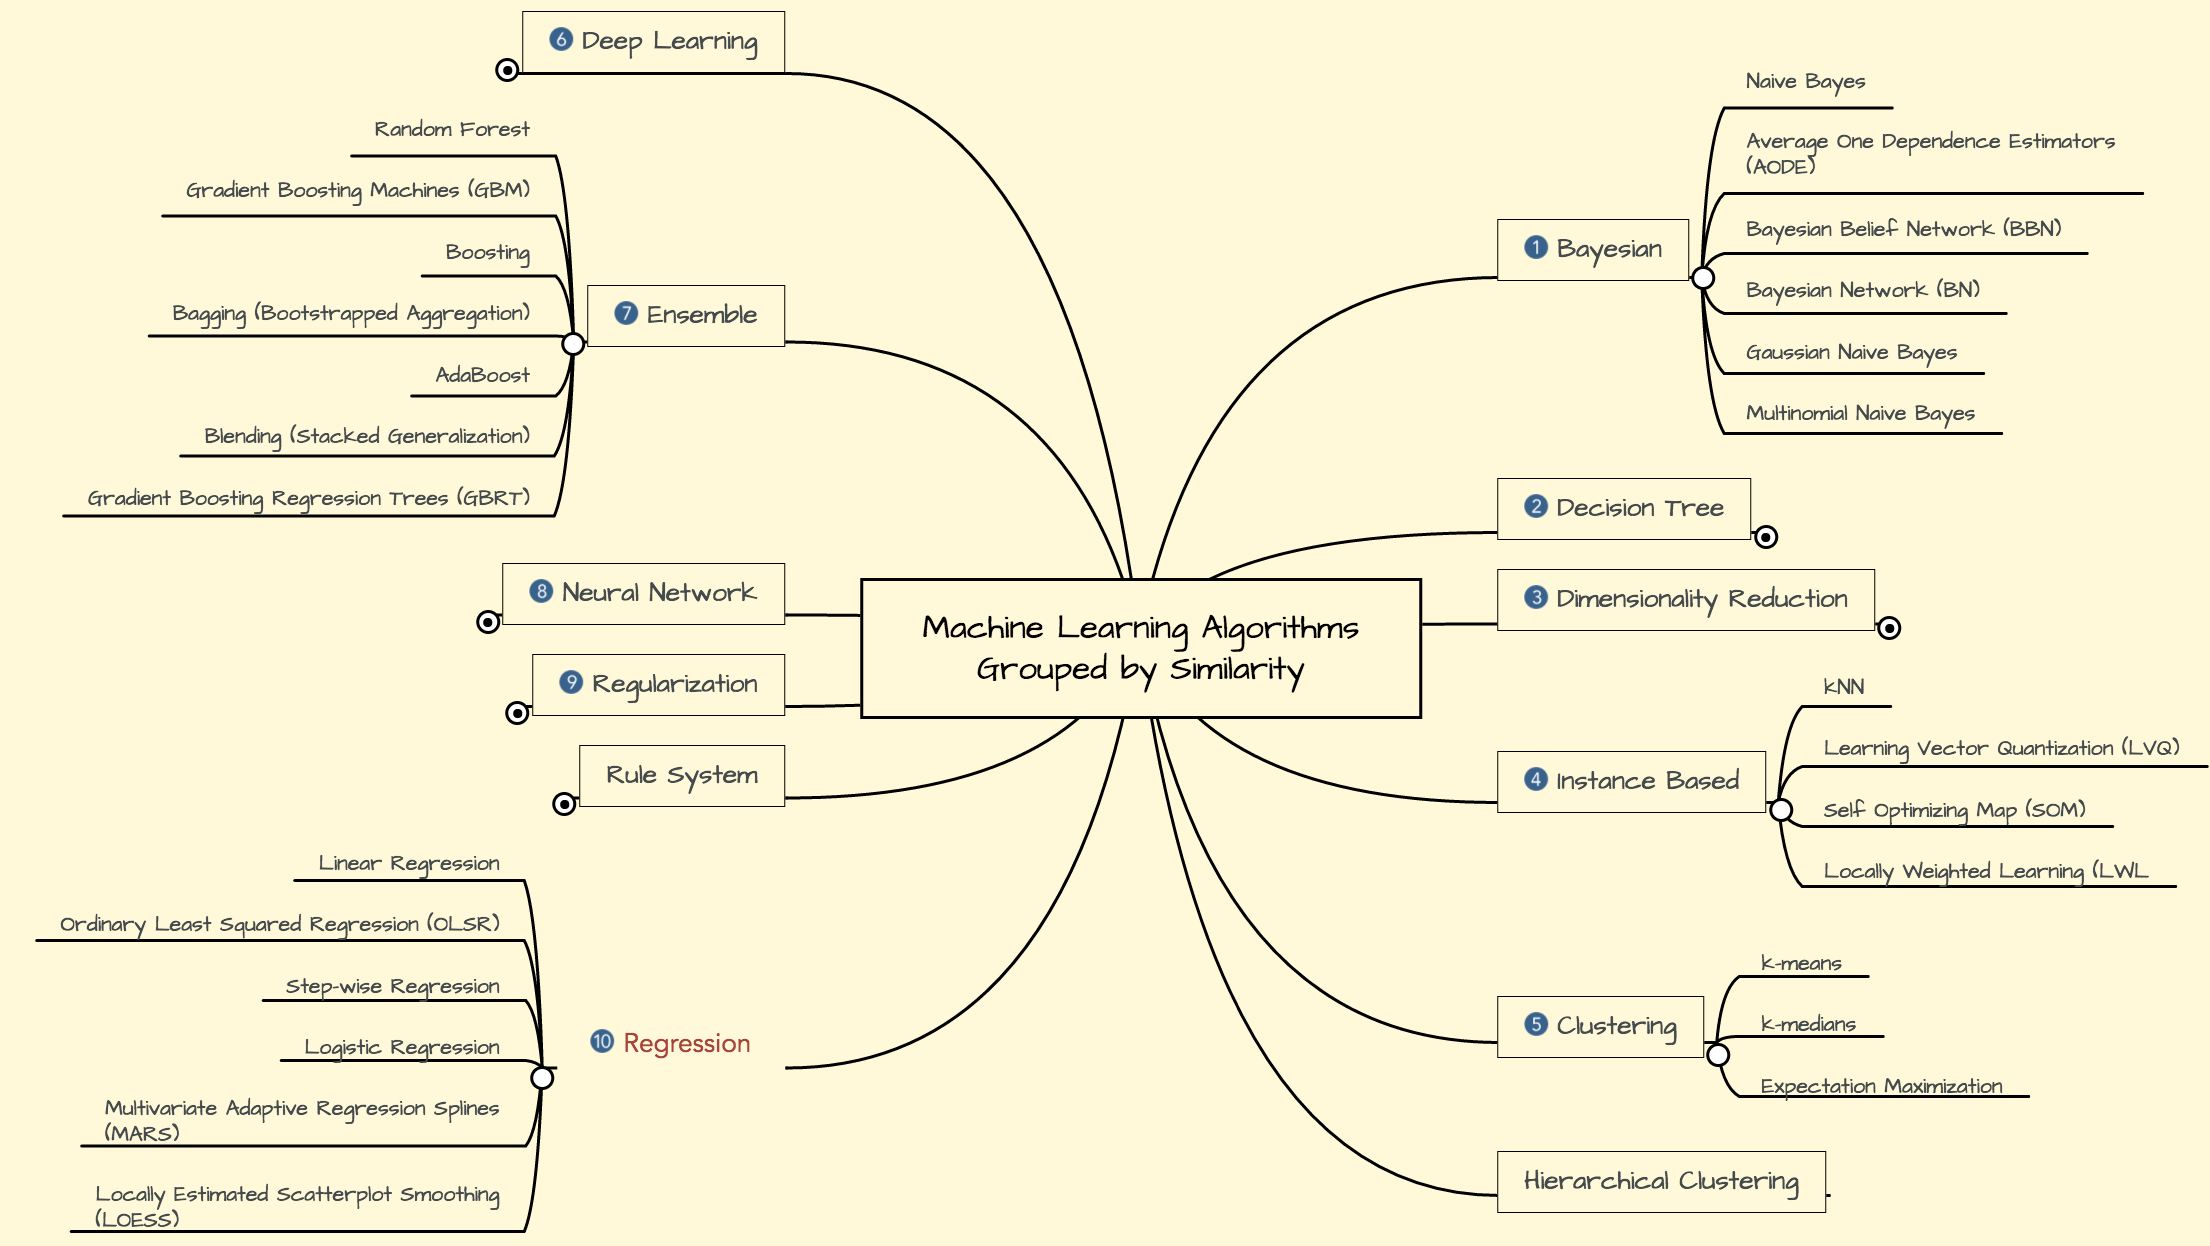 Machine Learning Algorithms
Grouped by Similarity
1 Bayesian
Naive Bayes
Average One Dependence Estimators
(AODE)
Bayesian Belief Network (BBN)
Bayesian Network (BN)
Gaussian Naive Bayes
Multinomial Naive Bayes
2 Decision Tree
3 Dimensionality Reduction
4 Instance Based
kNN
Learning Vector Quantization (LVQ)
Self Optimizing Map (SOM)
Locally Weighted Learning (LWL
5 Clustering
k-means
k-medians
Expectation Maximization
Hierarchical Clustering
6 Deep Learning
7 Ensemble
Random Forest
Gradient Boosting Machines (GBM)
Boosting
Bagging (Bootstrapped Aggregation)
AdaBoost
Blending (Stacked Generalization)
Gradient Boosting Regression Trees (GBRT)
8 Neural Network
9 Regularization
Rule System
10 Regression
Linear Regression
Ordinary Least Squared Regression (OLSR)
Step-wise Regression
Logistic Regression
Multivariate Adaptive Regression Splines
(MARS)
Locally Estimated Scatterplot Smoothing
(LOESS)